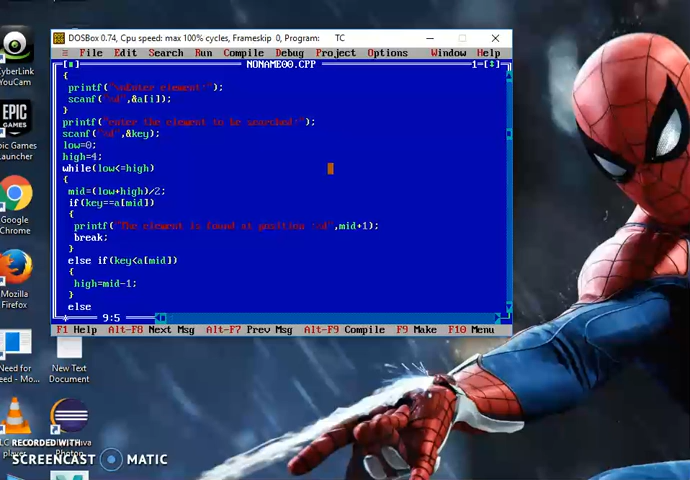 DOSBox 0.74, Cpu speed: max 100% cycles, Frameskip 0, Program: TC
≡ File Edit Search Run Compile Debug Project Options Window Help
NONAME00.CPP 1=[↕]
{
printf("\nEnter element:");
scanf("%d",&a[i]);
}
printf("enter the element to be searched:");
scanf("%d",&key);
low=0;
high=4;
while(low<=high)
{
mid=(low+high)/2;
if(key==a[mid])
{
printf("The element is found at position :%d",mid+1);
break;
}
else if(key<a[mid])
{
high=mid-1;
}
else
9:5
F1 Help Alt-F8 Next Msg Alt-F7 Prev Msg Alt-F9 Compile F9 Make F10 Menu
CyberLink
YouCam
EPIC
GAMES
Epic Games
Launcher
Google
Chrome
Mozilla
Firefox
Need for
Speed - Mo...
New Text
Document
player
Photon
RECORDED WITH
SCREENCAST MATIC